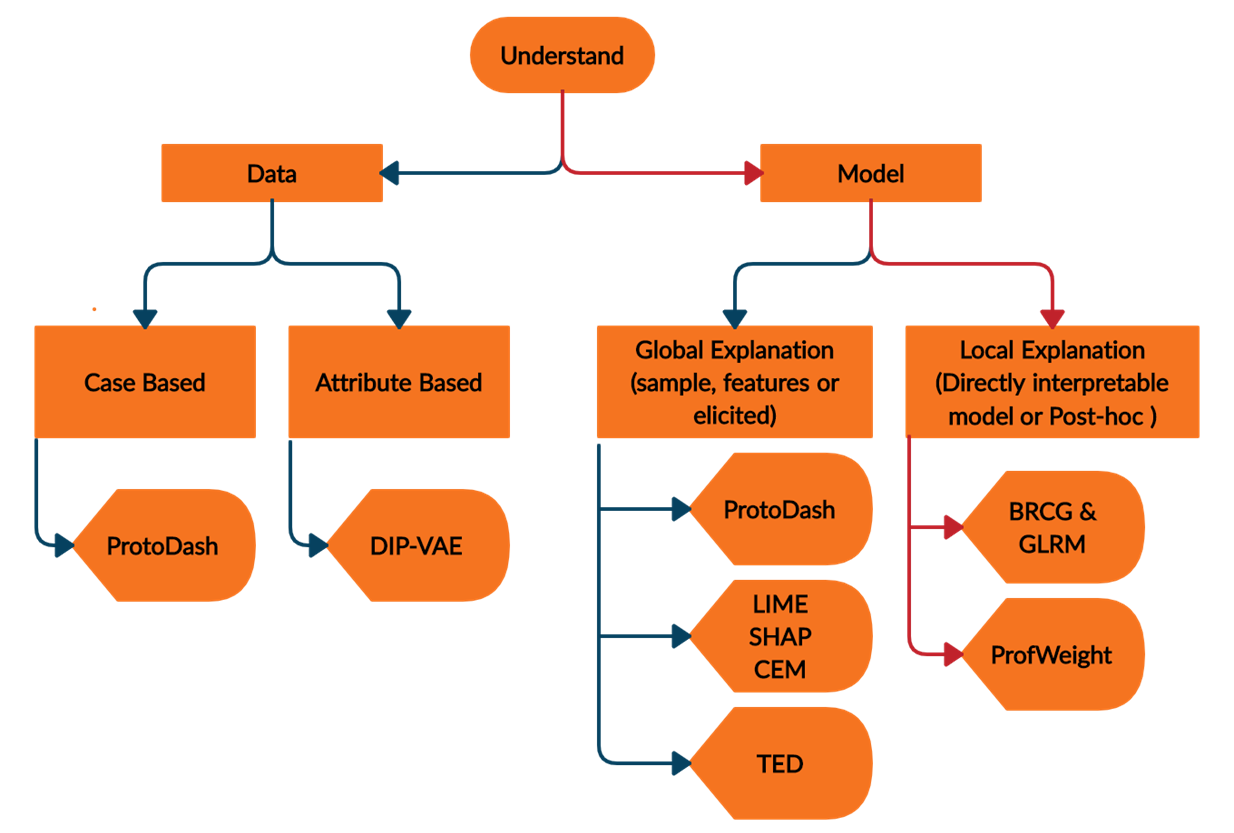 Understand
Data
Model
Case Based
Attribute Based
Global Explanation
(sample, features or
elicited)
Local Explanation
(Directly interpretable
model or Post-hoc )
ProtoDash
DIP-VAE
ProtoDash
LIME
SHAP
CEM
TED
BRCG &
GLRM
ProfWeight